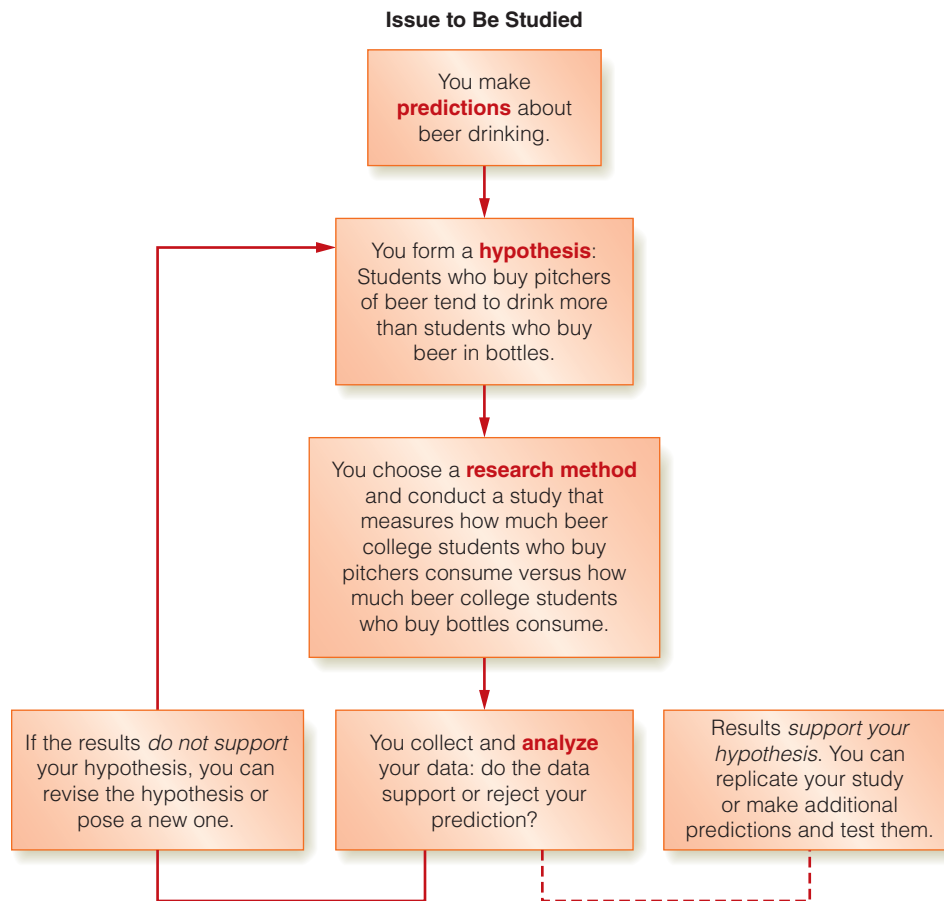 Issue to Be Studied
You make
predictions about
beer drinking.
You form a hypothesis:
Students who buy pitchers
of beer tend to drink more
than students who buy
beer in bottles.
You choose a research method
and conduct a study that
measures how much beer
college students who buy
pitchers consume versus how
much beer college students
who buy bottles consume.
If the results do not support
your hypothesis, you can
revise the hypothesis or
pose a new one.
You collect and analyze
your data: do the data
support or reject your
prediction?
Results support your
hypothesis. You can
replicate your study
or make additional
predictions and test them.